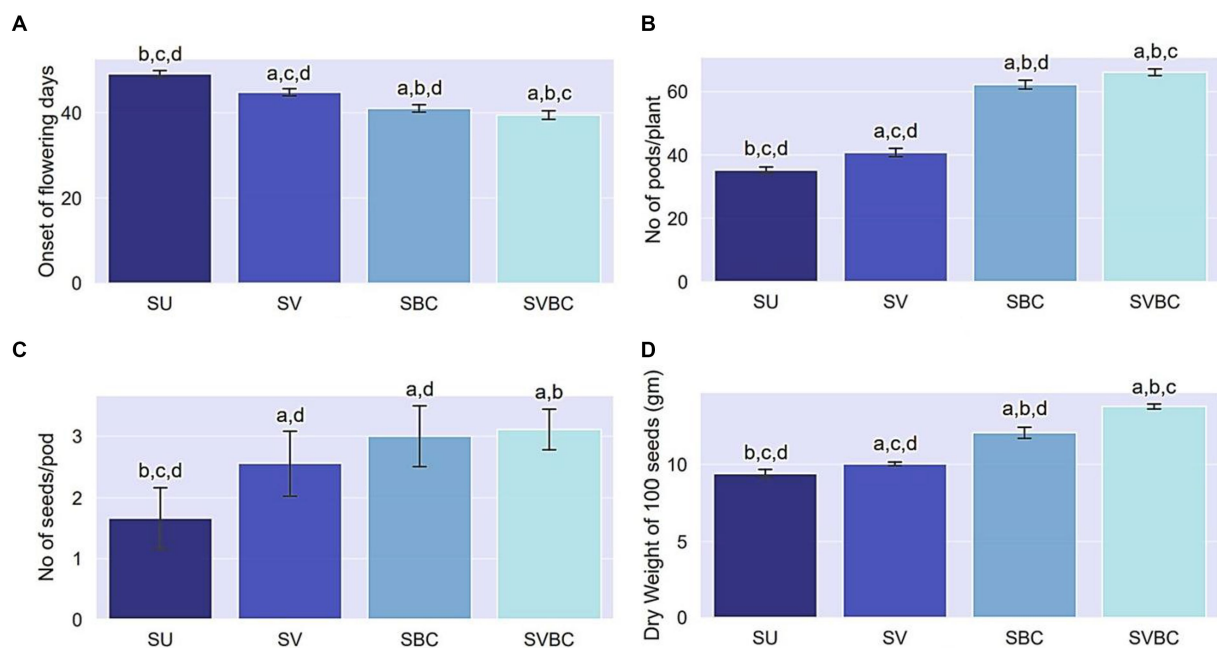 A
b,c,d
a,c,d
a,b,d
a,b,c
Onset of flowering days
40
20
0
SU SV SBC SVBC
B
a,b,c
a,b,d
a,c,d
b,c,d
No of pods/plant
60
40
20
0
SU SV SBC SVBC
C
a,d
a,b
a,d
b,c,d
No of seeds/pod
3
2
1
0
SU SV SBC SVBC
D
a,b,c
a,b,d
a,c,d
b,c,d
Dry Weight of 100 seeds (gm)
10
5
0
SU SV SBC SVBC